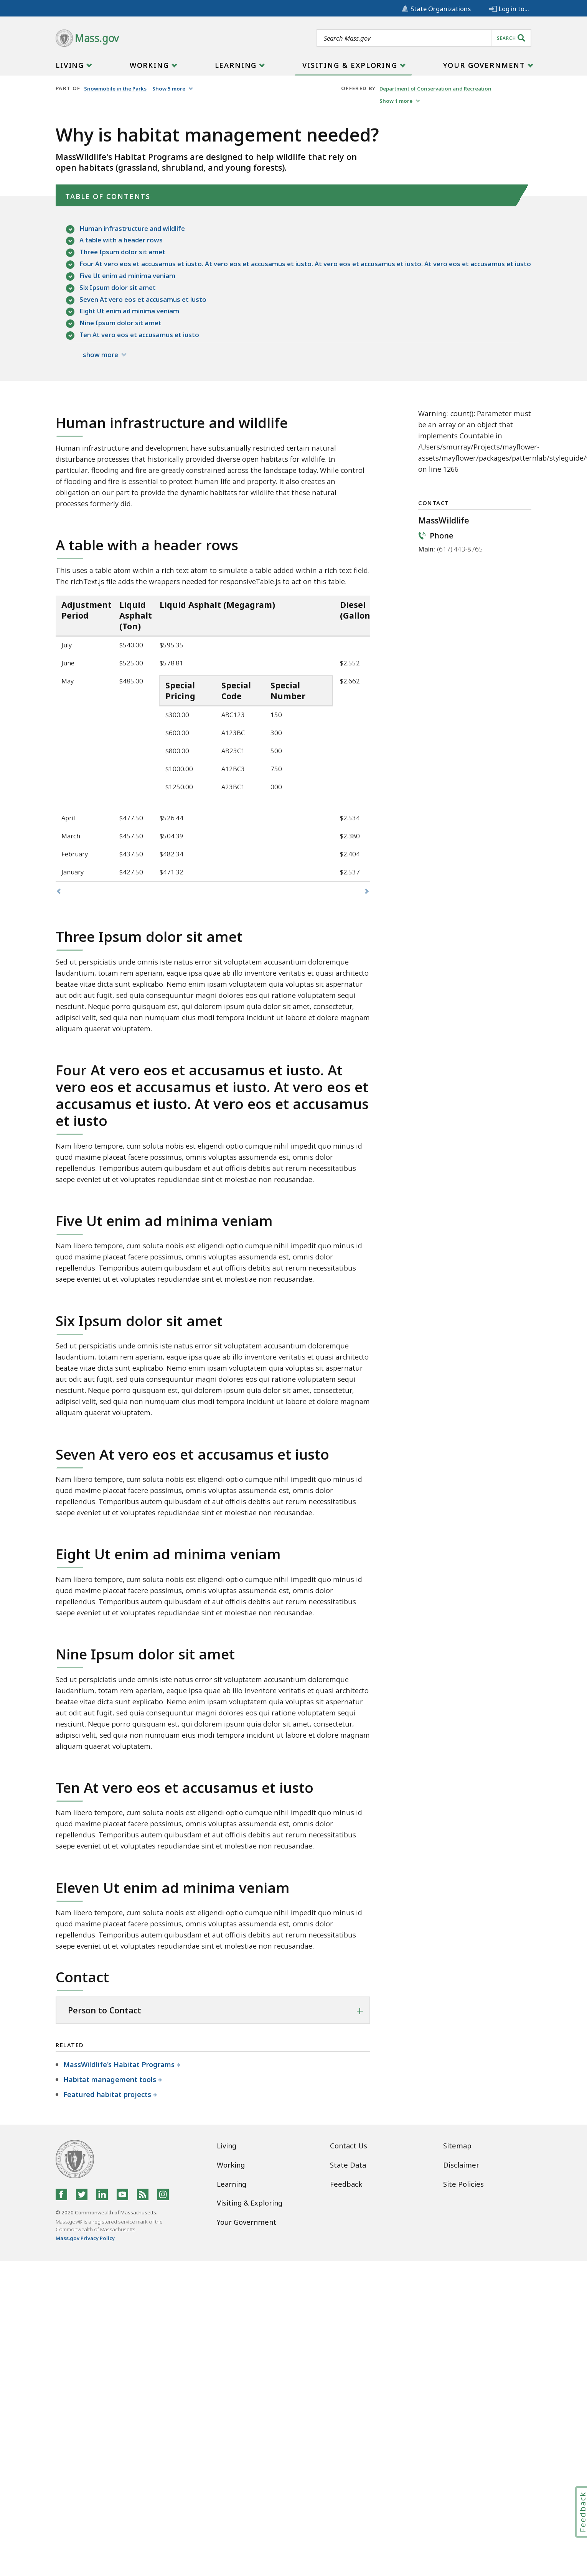 State Organizations Log in to...
Mass.gov
Search Mass.gov SEARCH
LIVING WORKING LEARNING VISITING & EXPLORING YOUR GOVERNMENT
PART OF Snowmobile in the Parks Show 5 more
OFFERED BY Department of Conservation and Recreation
Show 1 more
Why is habitat management needed?
MassWildlife's Habitat Programs are designed to help wildlife that rely on
open habitats (grassland, shrubland, and young forests).
TABLE OF CONTENTS
Human infrastructure and wildlife
A table with a header rows
Three Ipsum dolor sit amet
Four At vero eos et accusamus et iusto. At vero eos et accusamus et iusto. At vero eos et accusamus et iusto. At vero eos et accusamus et iusto
Five Ut enim ad minima veniam
Six Ipsum dolor sit amet
Seven At vero eos et accusamus et iusto
Eight Ut enim ad minima veniam
Nine Ipsum dolor sit amet
Ten At vero eos et accusamus et iusto
show more
Human infrastructure and wildlife
Human infrastructure and development have substantially restricted certain natural
disturbance processes that historically provided diverse open habitats for wildlife. In
particular, flooding and fire are greatly constrained across the landscape today. While control
of flooding and fire is essential to protect human life and property, it also creates an
obligation on our part to provide the dynamic habitats for wildlife that these natural
processes formerly did.
A table with a header rows
This uses a table atom within a rich text atom to simulate a table added within a rich text field.
The richText.js file adds the wrappers needed for responsiveTable.js to act on this table.
Adjustment Liquid Liquid Asphalt (Megagram) Diesel
Period Asphalt (Gallon
(Ton)
July $540.00 $595.35
June $525.00 $578.81 $2.552
May $485.00 $2.662
Special Special Special
Pricing Code Number
$300.00 ABC123 150
$600.00 A123BC 300
$800.00 AB23C1 500
$1000.00 A12BC3 750
$1250.00 A23BC1 000
April $477.50 $526.44 $2.534
March $457.50 $504.39 $2.380
February $437.50 $482.34 $2.404
January $427.50 $471.32 $2.537
Three Ipsum dolor sit amet
Sed ut perspiciatis unde omnis iste natus error sit voluptatem accusantium doloremque
laudantium, totam rem aperiam, eaque ipsa quae ab illo inventore veritatis et quasi architecto
beatae vitae dicta sunt explicabo. Nemo enim ipsam voluptatem quia voluptas sit aspernatur
aut odit aut fugit, sed quia consequuntur magni dolores eos qui ratione voluptatem sequi
nesciunt. Neque porro quisquam est, qui dolorem ipsum quia dolor sit amet, consectetur,
adipisci velit, sed quia non numquam eius modi tempora incidunt ut labore et dolore magnam
aliquam quaerat voluptatem.
Four At vero eos et accusamus et iusto. At
vero eos et accusamus et iusto. At vero eos et
accusamus et iusto. At vero eos et accusamus
et iusto
Nam libero tempore, cum soluta nobis est eligendi optio cumque nihil impedit quo minus id
quod maxime placeat facere possimus, omnis voluptas assumenda est, omnis dolor
repellendus. Temporibus autem quibusdam et aut officiis debitis aut rerum necessitatibus
saepe eveniet ut et voluptates repudiandae sint et molestiae non recusandae.
Five Ut enim ad minima veniam
Nam libero tempore, cum soluta nobis est eligendi optio cumque nihil impedit quo minus id
quod maxime placeat facere possimus, omnis voluptas assumenda est, omnis dolor
repellendus. Temporibus autem quibusdam et aut officiis debitis aut rerum necessitatibus
saepe eveniet ut et voluptates repudiandae sint et molestiae non recusandae.
Six Ipsum dolor sit amet
Sed ut perspiciatis unde omnis iste natus error sit voluptatem accusantium doloremque
laudantium, totam rem aperiam, eaque ipsa quae ab illo inventore veritatis et quasi architecto
beatae vitae dicta sunt explicabo. Nemo enim ipsam voluptatem quia voluptas sit aspernatur
aut odit aut fugit, sed quia consequuntur magni dolores eos qui ratione voluptatem sequi
nesciunt. Neque porro quisquam est, qui dolorem ipsum quia dolor sit amet, consectetur,
adipisci velit, sed quia non numquam eius modi tempora incidunt ut labore et dolore magnam
aliquam quaerat voluptatem.
Seven At vero eos et accusamus et iusto
Nam libero tempore, cum soluta nobis est eligendi optio cumque nihil impedit quo minus id
quod maxime placeat facere possimus, omnis voluptas assumenda est, omnis dolor
repellendus. Temporibus autem quibusdam et aut officiis debitis aut rerum necessitatibus
saepe eveniet ut et voluptates repudiandae sint et molestiae non recusandae.
Eight Ut enim ad minima veniam
Nam libero tempore, cum soluta nobis est eligendi optio cumque nihil impedit quo minus id
quod maxime placeat facere possimus, omnis voluptas assumenda est, omnis dolor
repellendus. Temporibus autem quibusdam et aut officiis debitis aut rerum necessitatibus
saepe eveniet ut et voluptates repudiandae sint et molestiae non recusandae.
Nine Ipsum dolor sit amet
Sed ut perspiciatis unde omnis iste natus error sit voluptatem accusantium doloremque
laudantium, totam rem aperiam, eaque ipsa quae ab illo inventore veritatis et quasi architecto
beatae vitae dicta sunt explicabo. Nemo enim ipsam voluptatem quia voluptas sit aspernatur
aut odit aut fugit, sed quia consequuntur magni dolores eos qui ratione voluptatem sequi
nesciunt. Neque porro quisquam est, qui dolorem ipsum quia dolor sit amet, consectetur,
adipisci velit, sed quia non numquam eius modi tempora incidunt ut labore et dolore magnam
aliquam quaerat voluptatem.
Ten At vero eos et accusamus et iusto
Nam libero tempore, cum soluta nobis est eligendi optio cumque nihil impedit quo minus id
quod maxime placeat facere possimus, omnis voluptas assumenda est, omnis dolor
repellendus. Temporibus autem quibusdam et aut officiis debitis aut rerum necessitatibus
saepe eveniet ut et voluptates repudiandae sint et molestiae non recusandae.
Eleven Ut enim ad minima veniam
Nam libero tempore, cum soluta nobis est eligendi optio cumque nihil impedit quo minus id
quod maxime placeat facere possimus, omnis voluptas assumenda est, omnis dolor
repellendus. Temporibus autem quibusdam et aut officiis debitis aut rerum necessitatibus
saepe eveniet ut et voluptates repudiandae sint et molestiae non recusandae.
Contact
Person to Contact
RELATED
MassWildlife's Habitat Programs
Habitat management tools
Featured habitat projects
Warning: count(): Parameter must
be an array or an object that
implements Countable in
/Users/smurray/Projects/mayflower-
assets/mayflower/packages/patternlab/styleguide/
on line 1266
CONTACT
MassWildlife
Phone
Main: (617) 443-8765
Living
Working
Learning
Visiting & Exploring
Your Government
Contact Us
State Data
Feedback
Sitemap
Disclaimer
Site Policies
© 2020 Commonwealth of Massachusetts.
Mass.gov® is a registered service mark of the
Commonwealth of Massachusetts.
Mass.gov Privacy Policy
Feedback